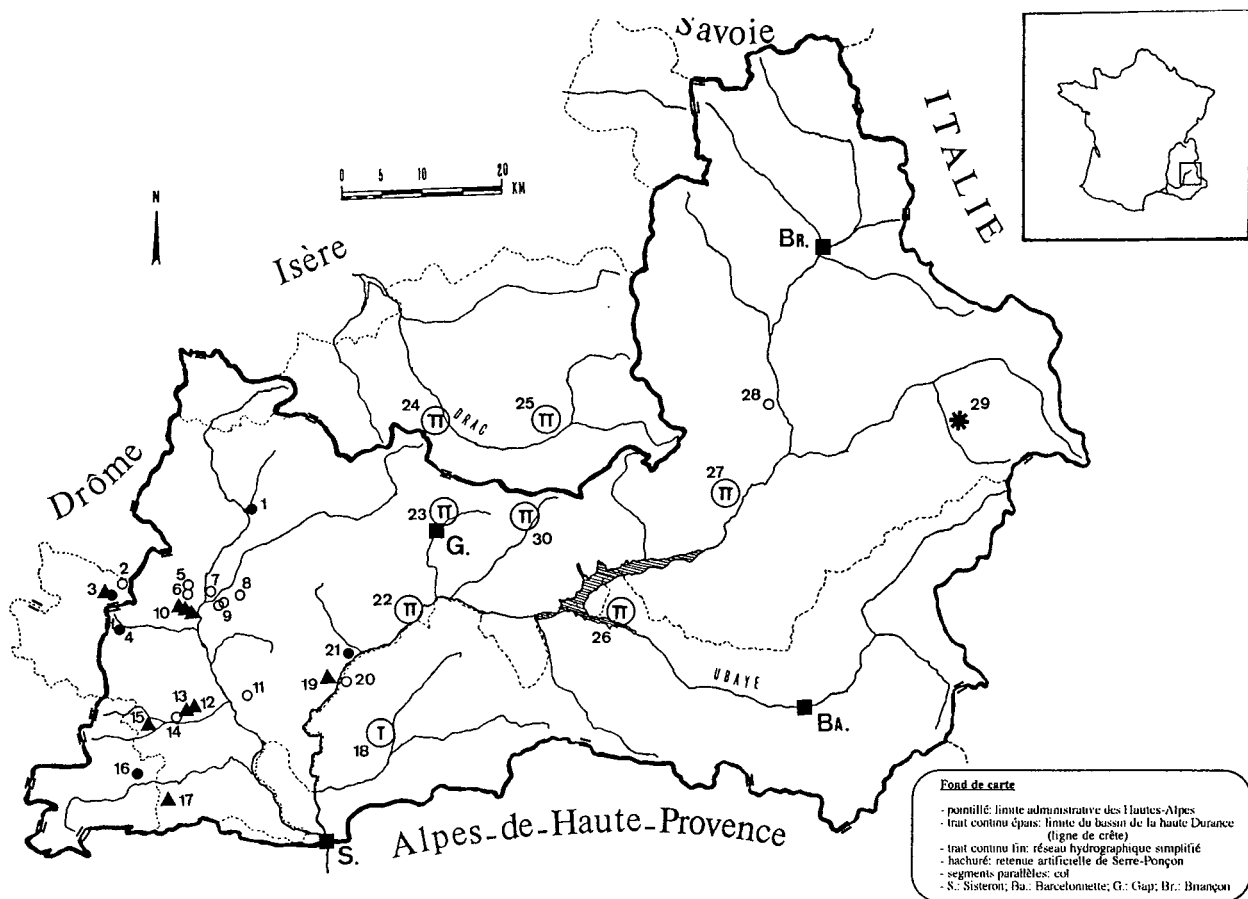 Savoie
ITALIE
N
0 5 10 20
KM
Isère
BR.
Drôme
24
DRAC
25
28
29
1
27
23
G.
30
2
3
5
6
7
8
9
10
4
22
26
21
19
20
UBAYE
BA.
11
13
12
15
14
18
T
16
17
S.
Alpes-de-Haute-Provence
Fond de carte
- pointillé: limite administrative des Hautes-Alpes
- trait continu épais: limite du bassin de la haute Durance
(ligne de crête)
- trait continu fin: réseau hydrographique simplifié
- hachuré: retenue artificielle de Serre-Ponçon
- segments parallèles: col
- S.: Sisteron; Ba.: Barcelonnette; G.: Gap; Br.: Briançon